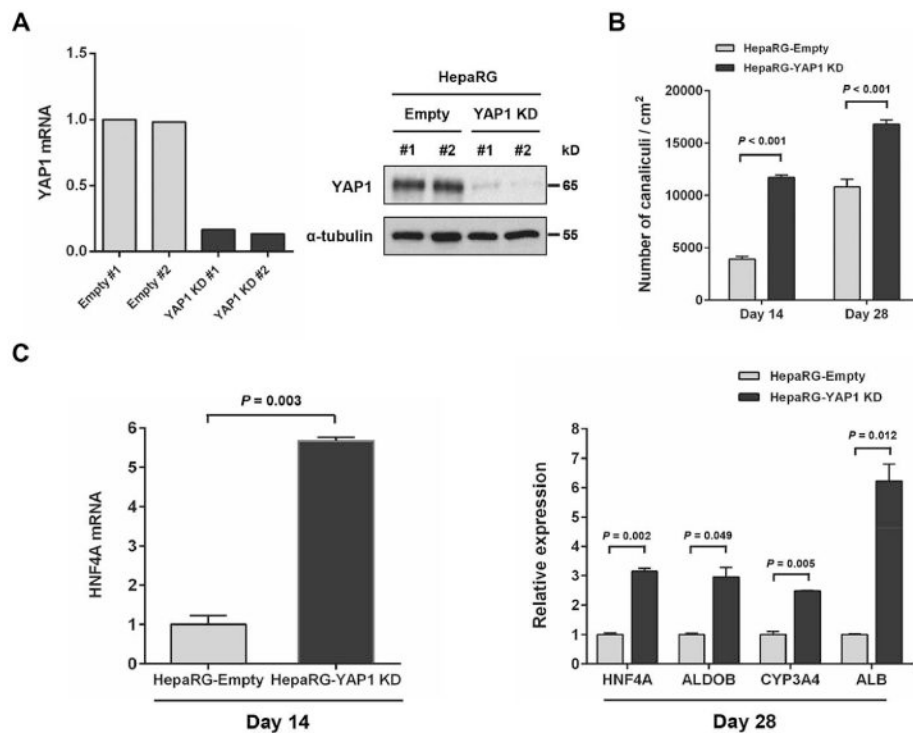 A
YAP1 mRNA
1.5
1.0
0.5
0.0
Empty #1
Empty #2
YAP1 KD #1
YAP1 KD #2
HepaRG
Empty YAP1 KD
#1 #2 #1 #2 kD
YAP1 65
α-tubulin 55
B
HepaRG-Empty
HepaRG-YAP1 KD
Number of canaliculi / cm²
20000
15000
10000
5000
0
P < 0.001
P < 0.001
Day 14 Day 28
C
HNF4A mRNA
6
5
4
3
2
1
0
P = 0.003
HepaRG-Empty HepaRG-YAP1 KD
Day 14
HepaRG-Empty
HepaRG-YAP1 KD
Relative expression
8
7
6
5
4
3
2
1
0
P = 0.002
P = 0.049
P = 0.005
P = 0.012
HNF4A ALDOB CYP3A4 ALB
Day 28